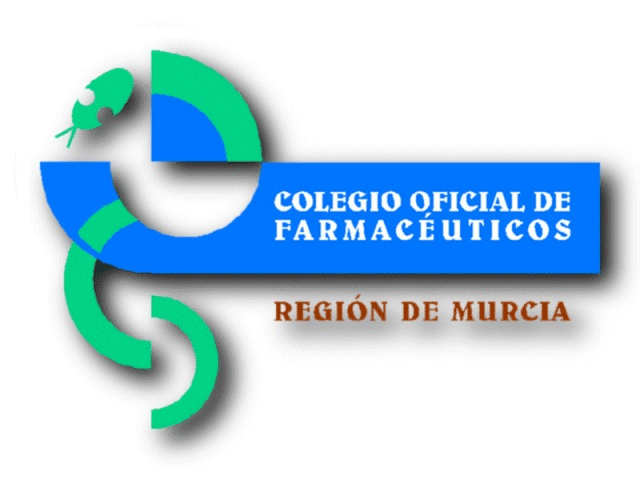 COLEGIO OFICIAL DE
FARMACÉUTICOS
REGIÓN DE MURCIA